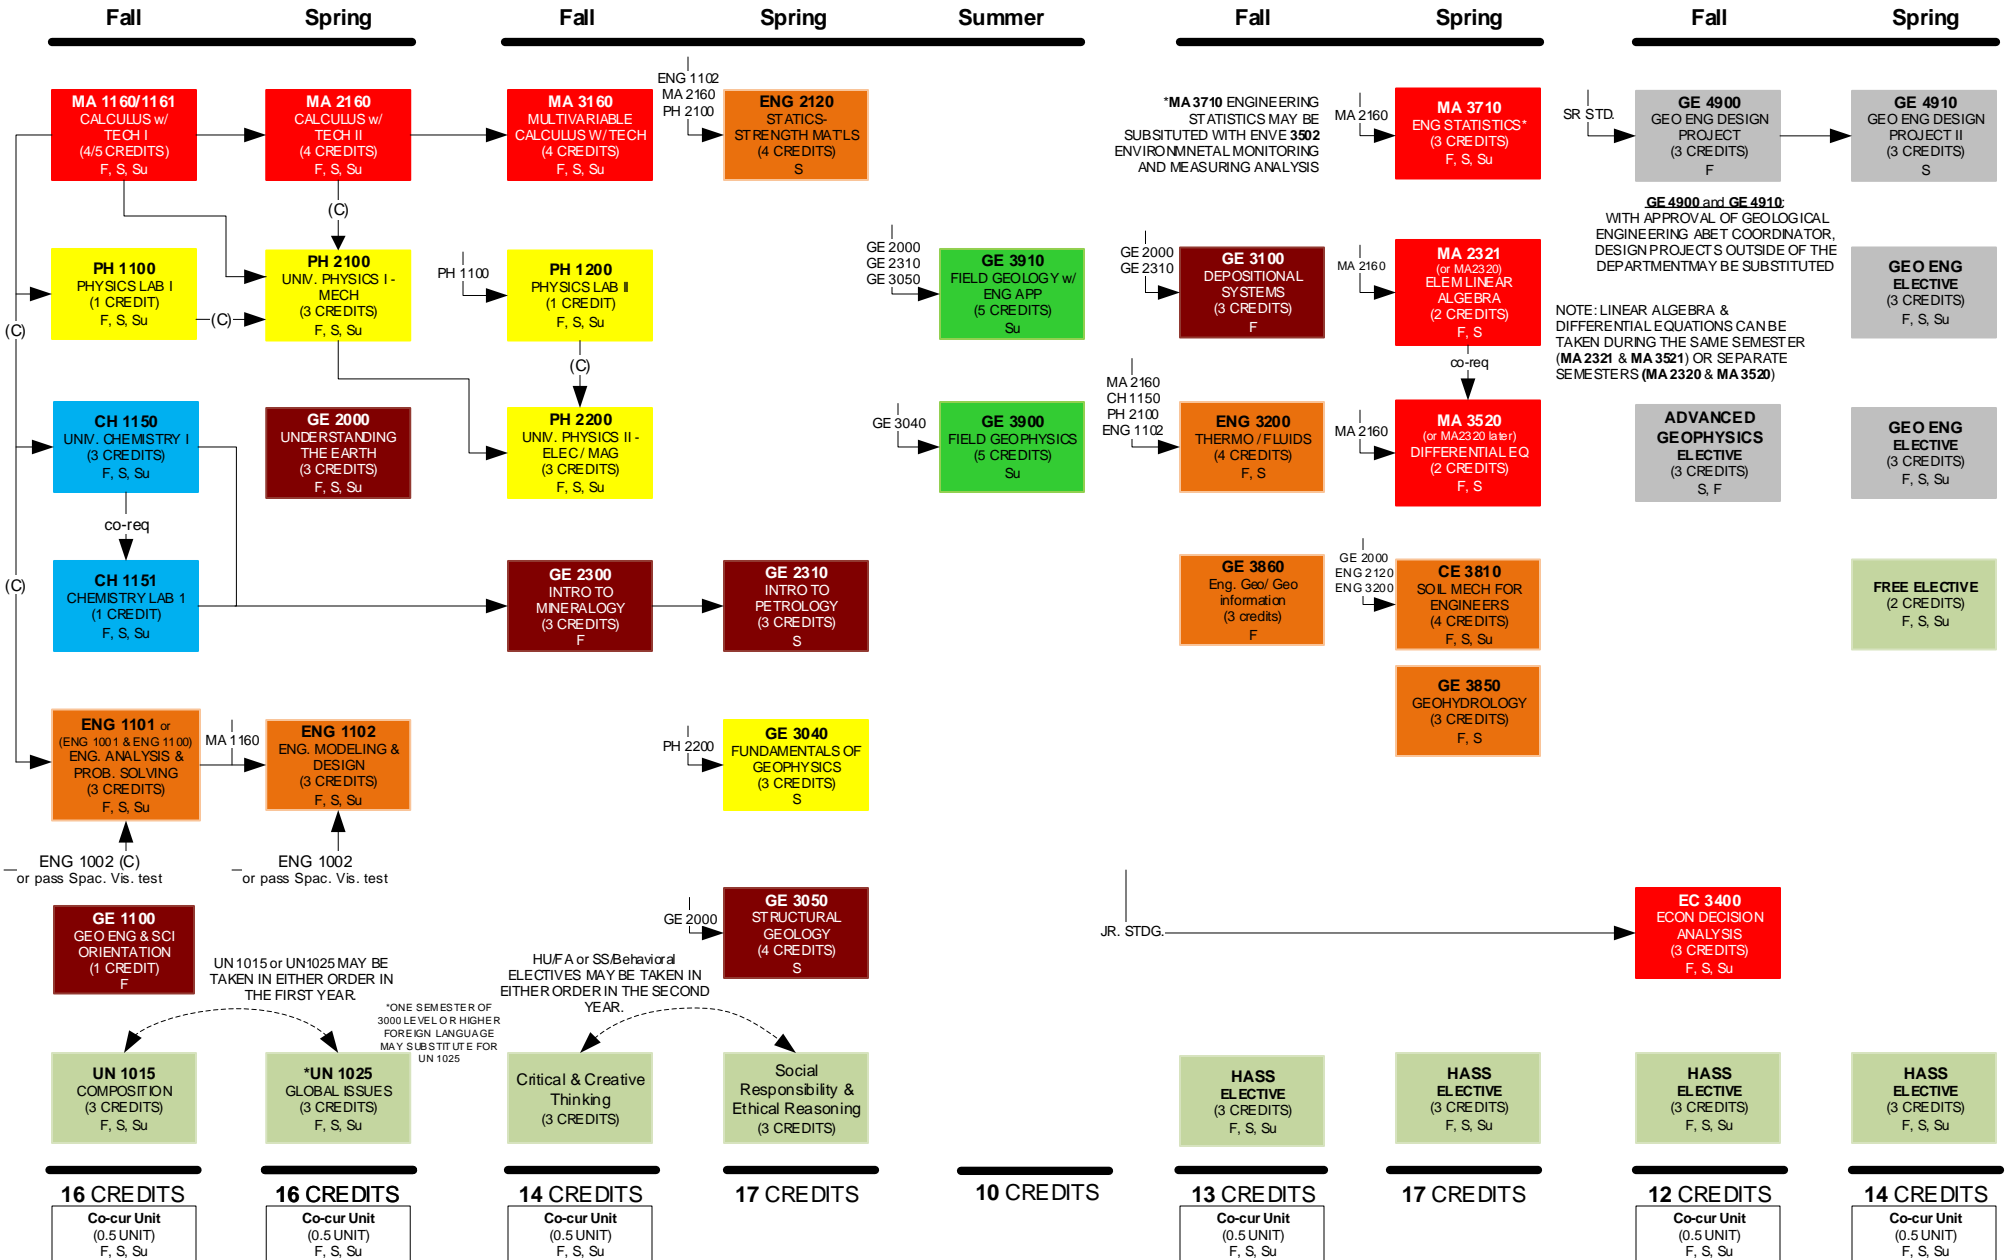 Fall
Spring
Fall
Spring
Summer
Fall
Spring
Fall
Spring
MA 1160/1161
CALCULUS w/
TECH I
(4/5 CREDITS)
F, S, Su
MA 2160
CALCULUS w/
TECH II
(4 CREDITS)
F, S, Su
MA 3160
MULTIVARIABLE
CALCULUS W/TECH
(4 CREDITS)
F, S, Su
ENG 1102
MA 2160
PH 2100
ENG 2120
STATICS-
STRENGTH MAT'LS
(4 CREDITS)
S
*MA 3710 ENGINEERING
STATISTICS MAY BE
SUBSITUTED WITH ENVE 3502
ENVIRONMNETAL MONITORING
AND MEASURING ANALYSIS
MA 2160
MA 3710
ENG STATISTICS*
(3 CREDITS)
F, S, Su
SR STD.
GE 4900
GEO ENG DESIGN
PROJECT
(3 CREDITS)
F
GE 4910
GEO ENG DESIGN
PROJECT II
(3 CREDITS)
S
(C)
GE 4900 and GE 4910:
WITH APPROVAL OF GEOLOGICAL
ENGINEERING ABET COORDINATOR,
DESIGN PROJECTS OUTSIDE OF THE
DEPARTMENTMAY BE SUBSTITUTED
PH 1100
PHYSICS LAB I
(1 CREDIT)
F, S, Su
(C)
(C)
PH 2100
UNIV. PHYSICS I -
MECH
(3 CREDITS)
F, S, Su
PH 1100
PH 1200
PHYSICS LAB II
(1 CREDIT)
F, S, Su
(C)
GE 2000
GE 2310
GE 3050
GE 3910
FIELD GEOLOGY w/
ENG APP
(5 CREDITS)
Su
GE 2000
GE 2310
GE 3100
DEPOSITIONAL
SYSTEMS
(3 CREDITS)
F
MA 2160
MA 2321
(or MA2320)
ELEM LINEAR
ALGEBRA
(2 CREDITS)
F, S
co-req
GEO ENG
ELECTIVE
(3 CREDITS)
F, S, Su
NOTE: LINEAR ALGEBRA &
DIFFERENTIAL EQUATIONS CAN BE
TAKEN DURING THE SAME SEMESTER
(MA 2321 & MA 3521) OR SEPARATE
SEMESTERS (MA 2320 & MA 3520)
CH 1150
UNIV. CHEMISTRY I
(3 CREDITS)
F, S, Su
co-req
GE 2000
UNDERSTANDING
THE EARTH
(3 CREDITS)
F, S, Su
PH 2200
UNIV. PHYSICS II -
ELEC / MAG
(3 CREDITS)
F, S, Su
GE 3040
GE 3900
FIELD GEOPHYSICS
(5 CREDITS)
Su
MA 2160
CH 1150
PH 2100
ENG 1102
ENG 3200
THERMO / FLUIDS
(4 CREDITS)
F, S
MA 2160
MA 3520
(or MA2320 later)
DIFFERENTIAL EQ
(2 CREDITS)
F, S
ADVANCED
GEOPHYSICS
ELECTIVE
(3 CREDITS)
S, F
GEO ENG
ELECTIVE
(3 CREDITS)
F, S, Su
(C)
CH 1151
CHEMISTRY LAB 1
(1 CREDIT)
F, S, Su
GE 2300
INTRO TO
MINERALOGY
(3 CREDITS)
F
GE 2310
INTRO TO
PETROLOGY
(3 CREDITS)
S
GE 3860
Eng. Geo/ Geo
information
(3 credits)
F
GE 2000
ENG 2120
ENG 3200
CE 3810
SOIL MECH FOR
ENGINEERS
(4 CREDITS)
F, S, Su
FREE ELECTIVE
(2 CREDITS)
F, S, Su
GE 3850
GEOHYDROLOGY
(3 CREDITS)
F, S
ENG 1101 or
(ENG 1001 & ENG 1100)
ENG. ANALYSIS &
PROB. SOLVING
(3 CREDITS)
F, S, Su
MA 1160
ENG 1102
ENG. MODELING &
DESIGN
(3 CREDITS)
F, S, Su
PH 2200
GE 3040
FUNDAMENTALS OF
GEOPHYSICS
(3 CREDITS)
S
ENG 1002 (C)
or pass Spac. Vis. test
ENG 1002
or pass Spac. Vis. test
GE 1100
GEO ENG & SCI
ORIENTATION
(1 CREDIT)
F
GE 2000
GE 3050
STRUCTURAL
GEOLOGY
(4 CREDITS)
S
JR. STDG.
EC 3400
ECON DECISION
ANALYSIS
(3 CREDITS)
F, S, Su
UN 1015 or UN1025 MAY BE
TAKEN IN EITHER ORDER IN
THE FIRST YEAR.
HU/FA or SS/Behavioral
ELECTIVES MAY BE TAKEN IN
EITHER ORDER IN THE SECOND
YEAR.
*ONE SEMESTER OF
3000 LEVEL OR HIGHER
FOREIGN LANGUAGE
MAY SUBSTITUTE FOR
UN 1025
UN 1015
COMPOSITION
(3 CREDITS)
F, S, Su
*UN 1025
GLOBAL ISSUES
(3 CREDITS)
F, S, Su
Critical & Creative
Thinking
(3 CREDITS)
Social
Responsibility &
Ethical Reasoning
(3 CREDITS)
HASS
ELECTIVE
(3 CREDITS)
F, S, Su
HASS
ELECTIVE
(3 CREDITS)
F, S, Su
HASS
ELECTIVE
(3 CREDITS)
F, S, Su
HASS
ELECTIVE
(3 CREDITS)
F, S, Su
16 CREDITS
16 CREDITS
14 CREDITS
17 CREDITS
10 CREDITS
13 CREDITS
17 CREDITS
12 CREDITS
14 CREDITS
Co-cur Unit
(0.5 UNIT)
F, S, Su
Co-cur Unit
(0.5 UNIT)
F, S, Su
Co-cur Unit
(0.5 UNIT)
F, S, Su
Co-cur Unit
(0.5 UNIT)
F, S, Su
Co-cur Unit
(0.5 UNIT)
F, S, Su
Co-cur Unit
(0.5 UNIT)
F, S, Su